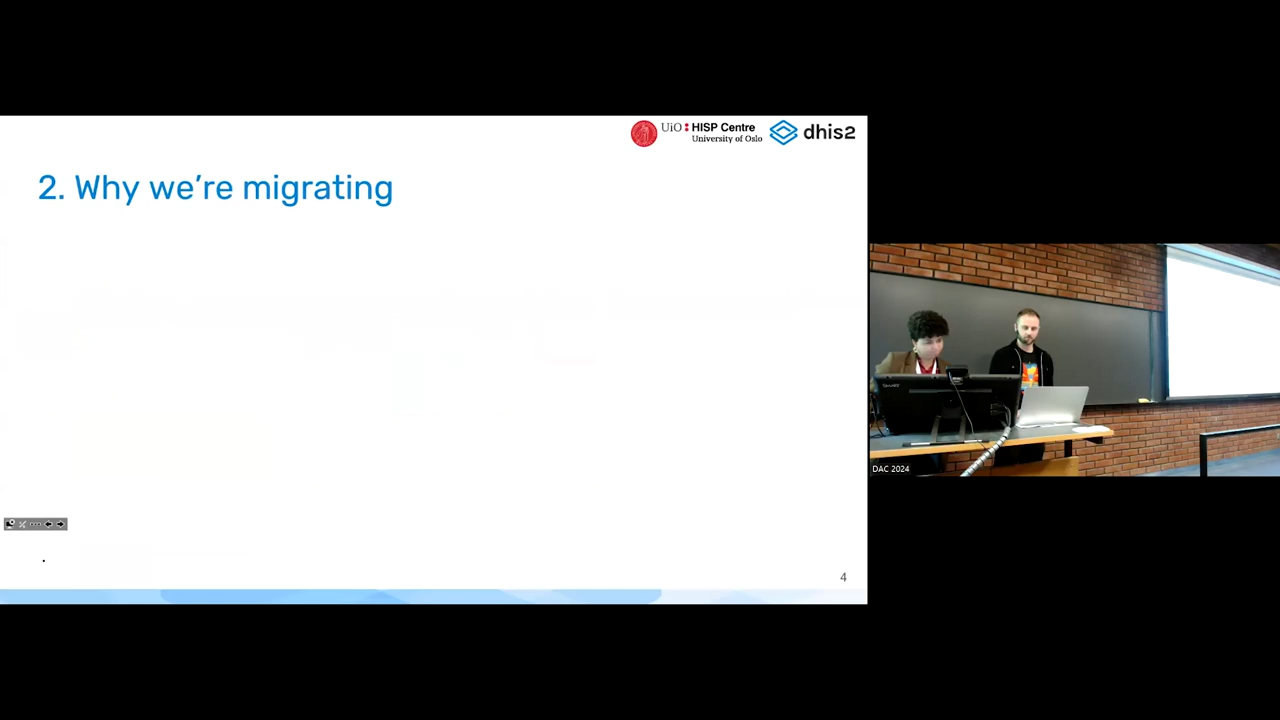 UiO HISP Centre
University of Oslo
dhis2
2. Why we're migrating
4
DAC 2024